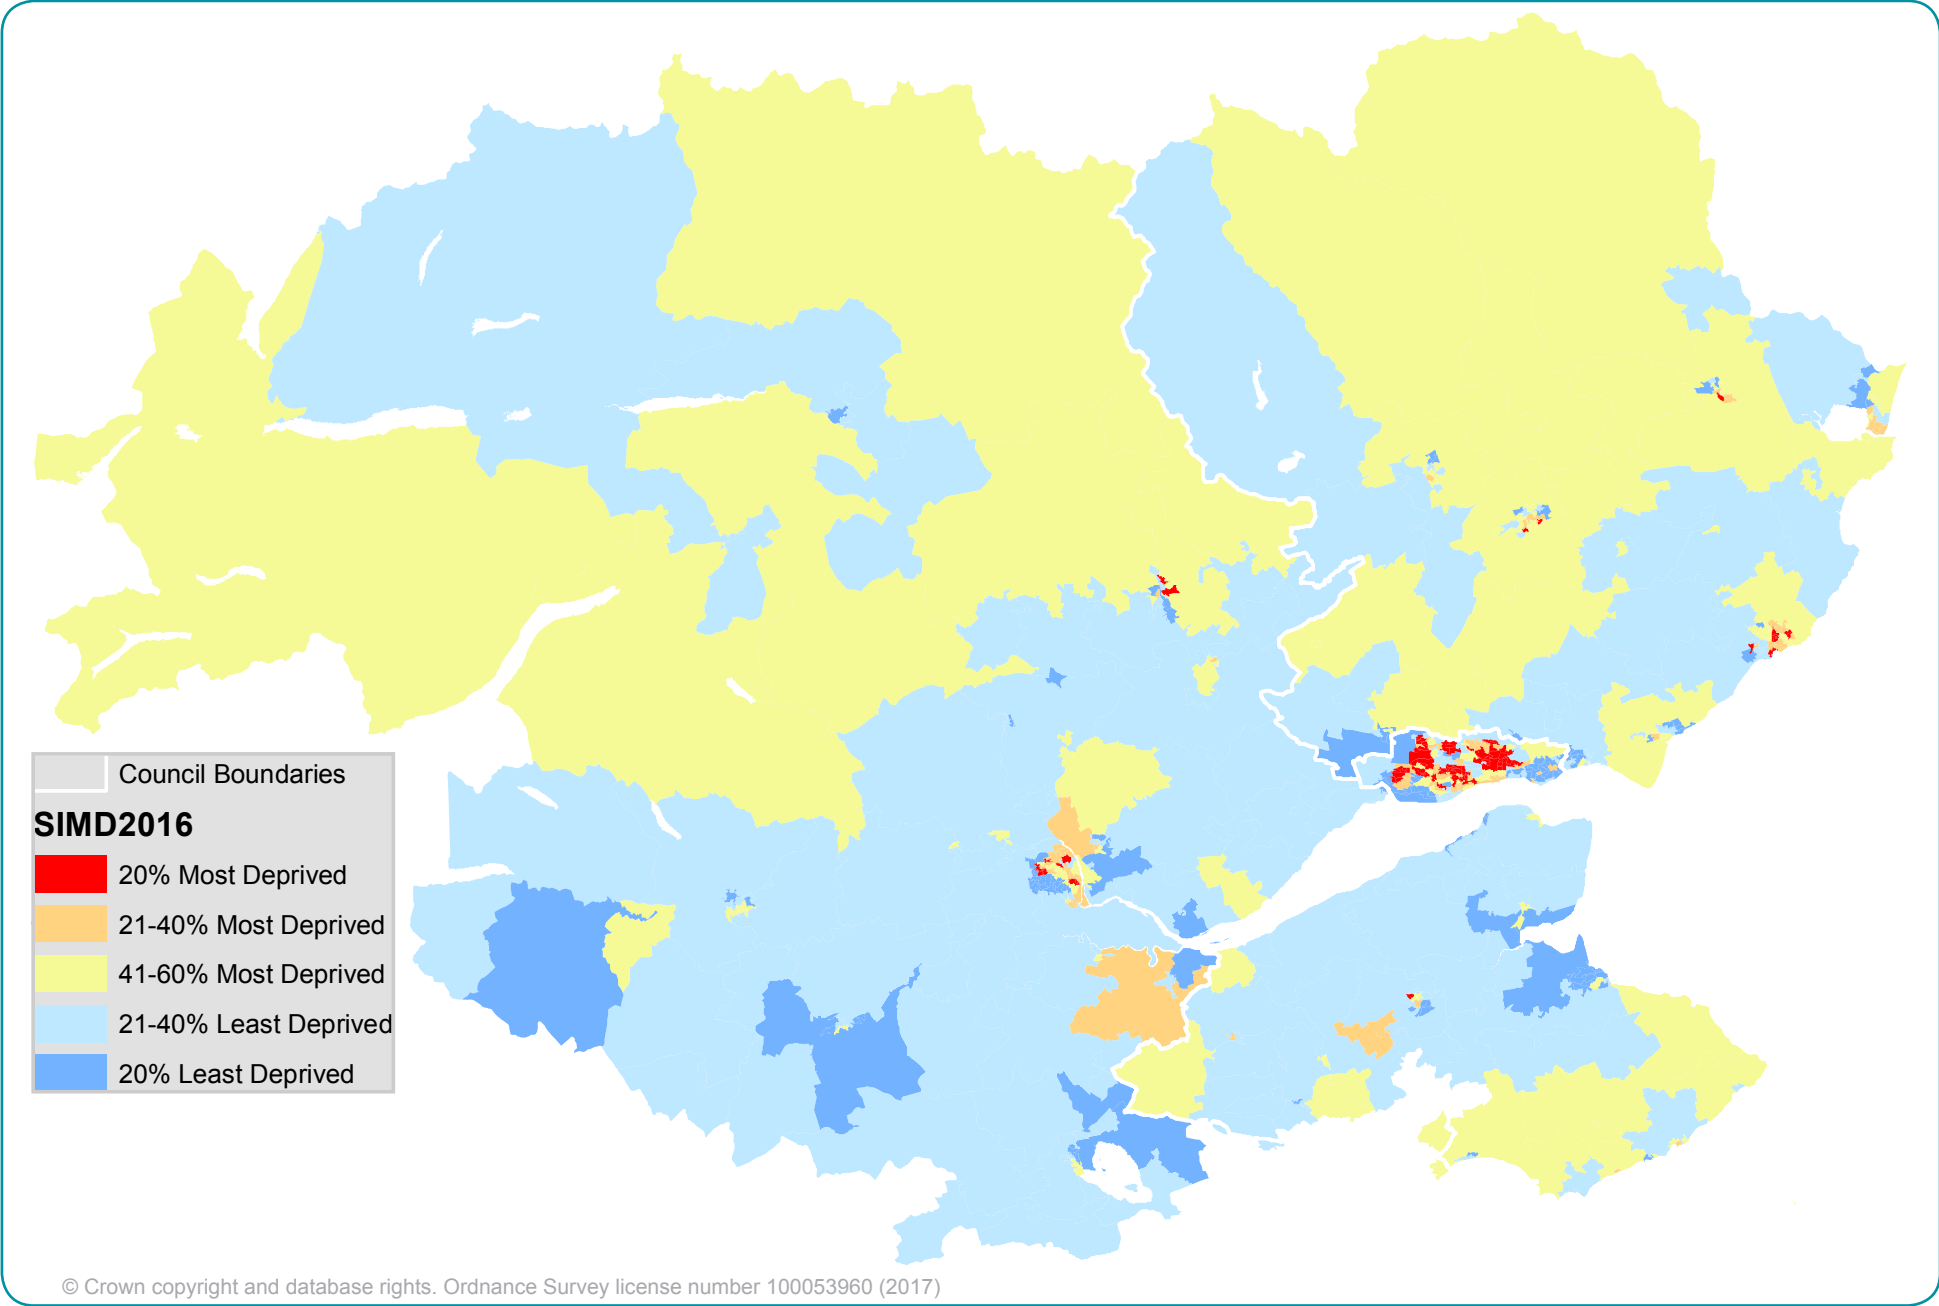 Council Boundaries
SIMD2016
20% Most Deprived
21-40% Most Deprived
41-60% Most Deprived
21-40% Least Deprived
20% Least Deprived
© Crown copyright and database rights. Ordnance Survey license number 100053960 (2017)